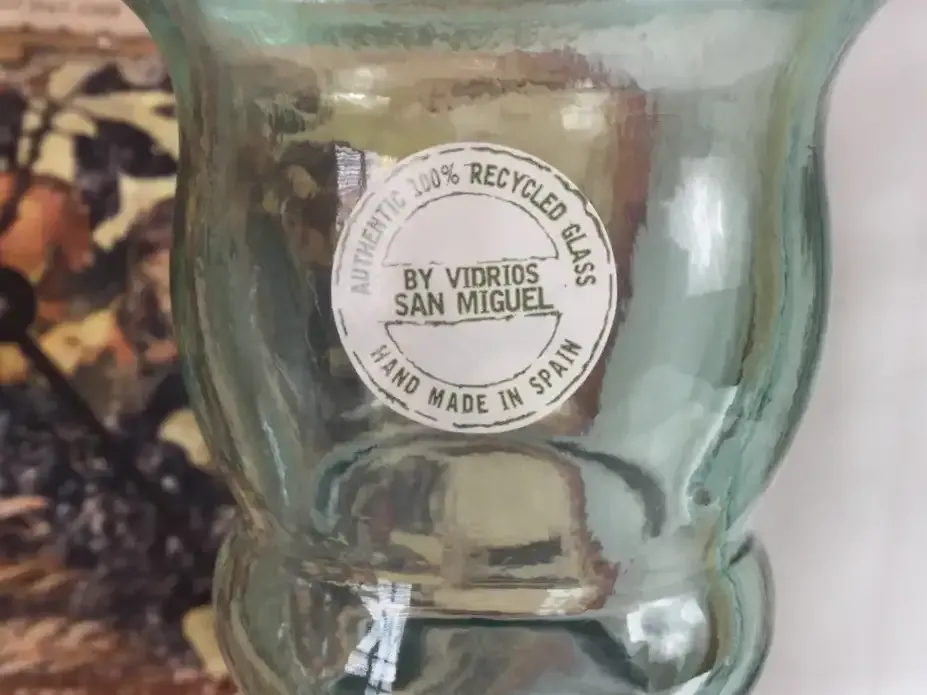 AUTHENTIC 100% RECYCLED GLASS
BY VIDRIOS
SAN MIGUEL
HAND MADE IN SPAIN